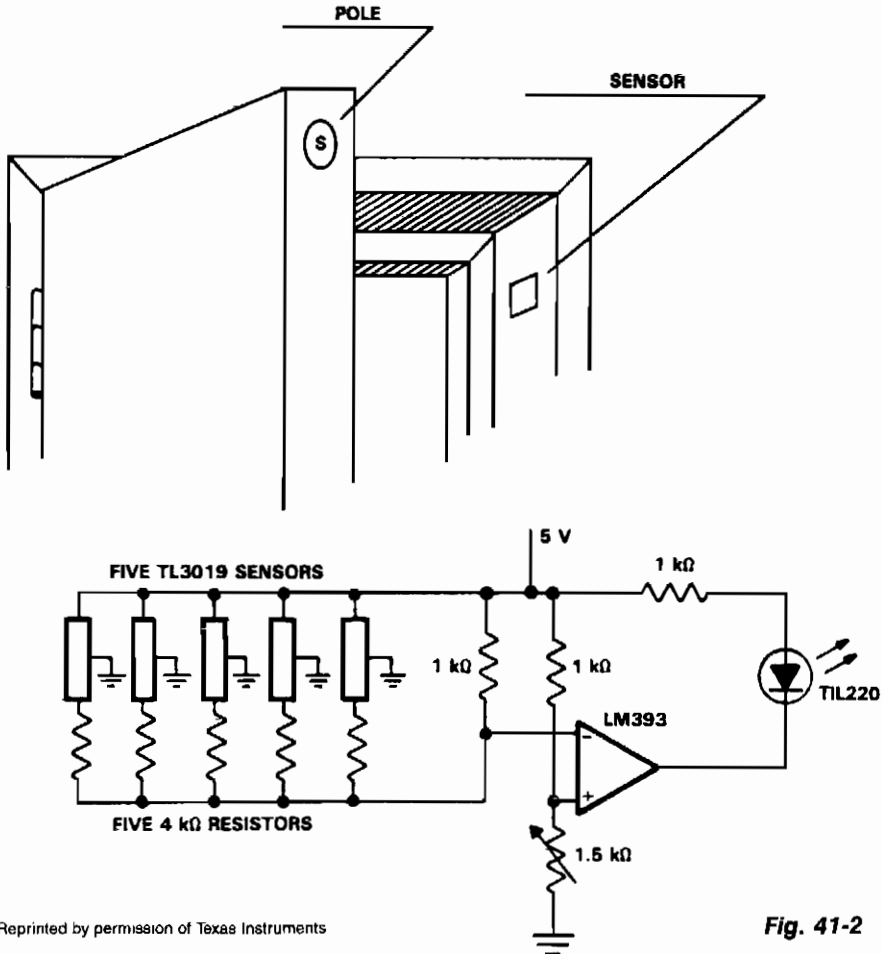 POLE
SENSOR
S
5 V
1 kΩ
FIVE TL3019 SENSORS
1 kΩ
1 kΩ
TIL220
LM393
-
+
FIVE 4 kΩ RESISTORS
1.5 kΩ
Reprinted by permission of Texas Instruments
Fig. 41-2